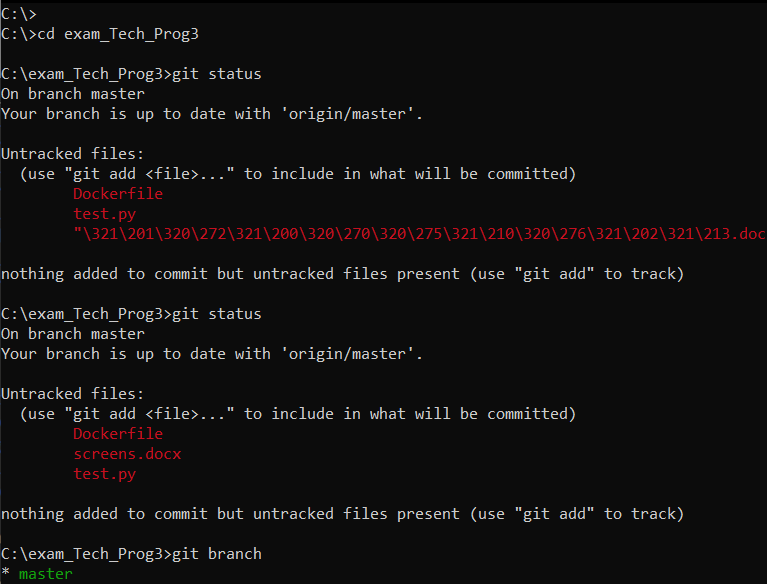 C:\>
C:\>cd exam_Tech_Prog3
C:\exam_Tech_Prog3>git status
On branch master
Your branch is up to date with 'origin/master'.
Untracked files:
(use "git add <file>..." to include in what will be committed)
Dockerfile
test.py
"\321\201\320\272\321\200\320\270\320\275\321\210\320\276\321\202\321\213.doc
nothing added to commit but untracked files present (use "git add" to track)
C:\exam_Tech_Prog3>git status
On branch master
Your branch is up to date with 'origin/master'.
Untracked files:
(use "git add <file>..." to include in what will be committed)
Dockerfile
screens.docx
test.py
nothing added to commit but untracked files present (use "git add" to track)
C:\exam_Tech_Prog3>git branch
* master